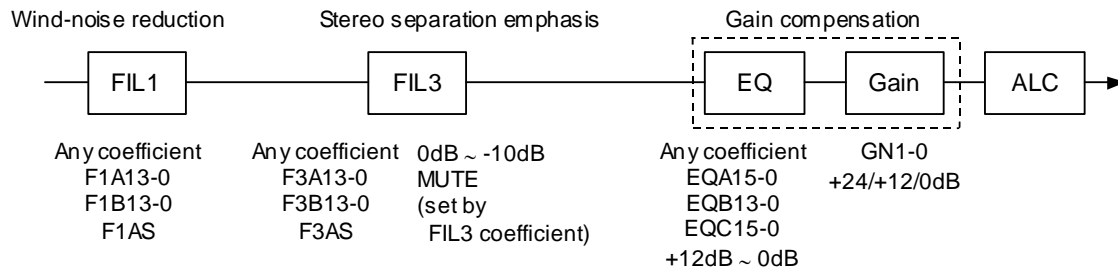 Wind-noise reduction
Stereo separation emphasis
Gain compensation
FIL1
FIL3
EQ
Gain
ALC
Any coefficient
F1A13-0
F1B13-0
F1AS
Any coefficient
F3A13-0
F3B13-0
F3AS
0dB ~ -10dB
MUTE
(set by
FIL3 coefficient)
Any coefficient
EQA15-0
EQB13-0
EQC15-0
+12dB ~ 0dB
GN1-0
+24/+12/0dB